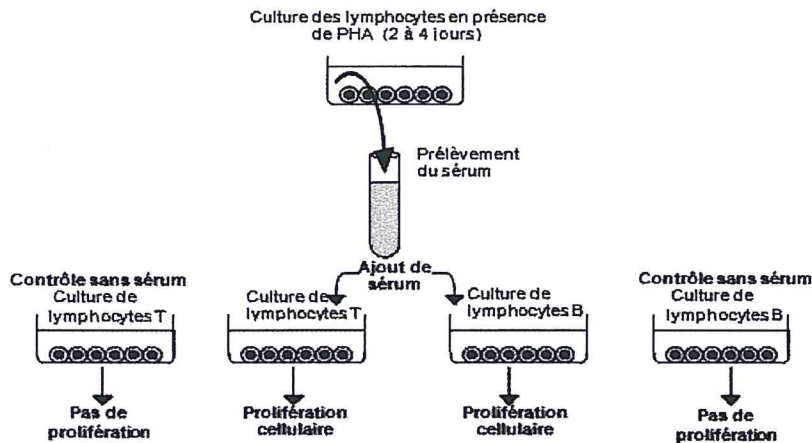 Culture des lymphocytes en présence
de PHA (2 à 4 jours)
Prélèvement
du sérum
Ajout de
sérum
Contrôle sans sérum
Culture de
lymphocytes T
Culture de
lymphocytes T
Culture de
lymphocytes B
Contrôle sans sérum
Culture de
lymphocytes B
Pas de
prolifération
Prolifération
cellulaire
Prolifération
cellulaire
Pas de
prolifération